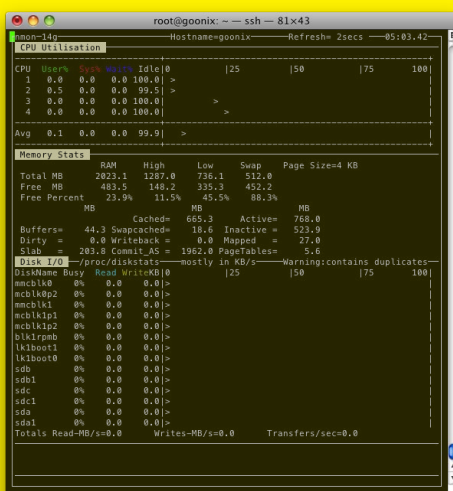 root@goonix: ~ — ssh — 81×43
nmon-14g Hostname=goonix Refresh= 2secs 05:03.42
CPU Utilisation
CPU User% Sys% Wait% Idle|0 |25 |50 |75 100|
1 0.0 0.0 0.0 100.0| >
2 0.5 0.0 0.0 99.5| >
3 0.0 0.0 0.0 100.0| >
4 0.0 0.0 0.0 100.0| >
Avg 0.1 0.0 0.0 99.9| >
Memory Stats
RAM High Low Swap Page Size=4 KB
Total MB 2023.1 1287.0 736.1 512.0
Free MB 483.5 148.2 335.3 452.2
Free Percent 23.9% 11.5% 45.5% 88.3%
MB MB MB
Cached= 665.3 Active= 768.0
Buffers= 44.3 Swapcached= 18.6 Inactive = 523.9
Dirty = 0.0 Writeback = 0.0 Mapped = 27.0
Slab = 203.8 Commit_AS = 1962.0 PageTables= 5.6
Disk I/O /proc/diskstats mostly in KB/s Warning:contains duplicates
DiskName Busy Read WriteKB|0 |25 |50 |75 100|
mmcblk0 0% 0.0 0.0|> |
mcblk0p2 0% 0.0 0.0|> |
mmcblk1 0% 0.0 0.0|> |
mcblk1p1 0% 0.0 0.0|> |
mcblk1p2 0% 0.0 0.0|> |
blk1rpmb 0% 0.0 0.0|> |
lk1boot1 0% 0.0 0.0|> |
lk1boot0 0% 0.0 0.0|> |
sdb 0% 0.0 0.0|> |
sdb1 0% 0.0 0.0|> |
sdc 0% 0.0 0.0|> |
sdc1 0% 0.0 0.0|> |
sda 0% 0.0 0.0|> |
sda1 0% 0.0 0.0|> |
Totals Read-MB/s=0.0 Writes-MB/s=0.0 Transfers/sec=0.0